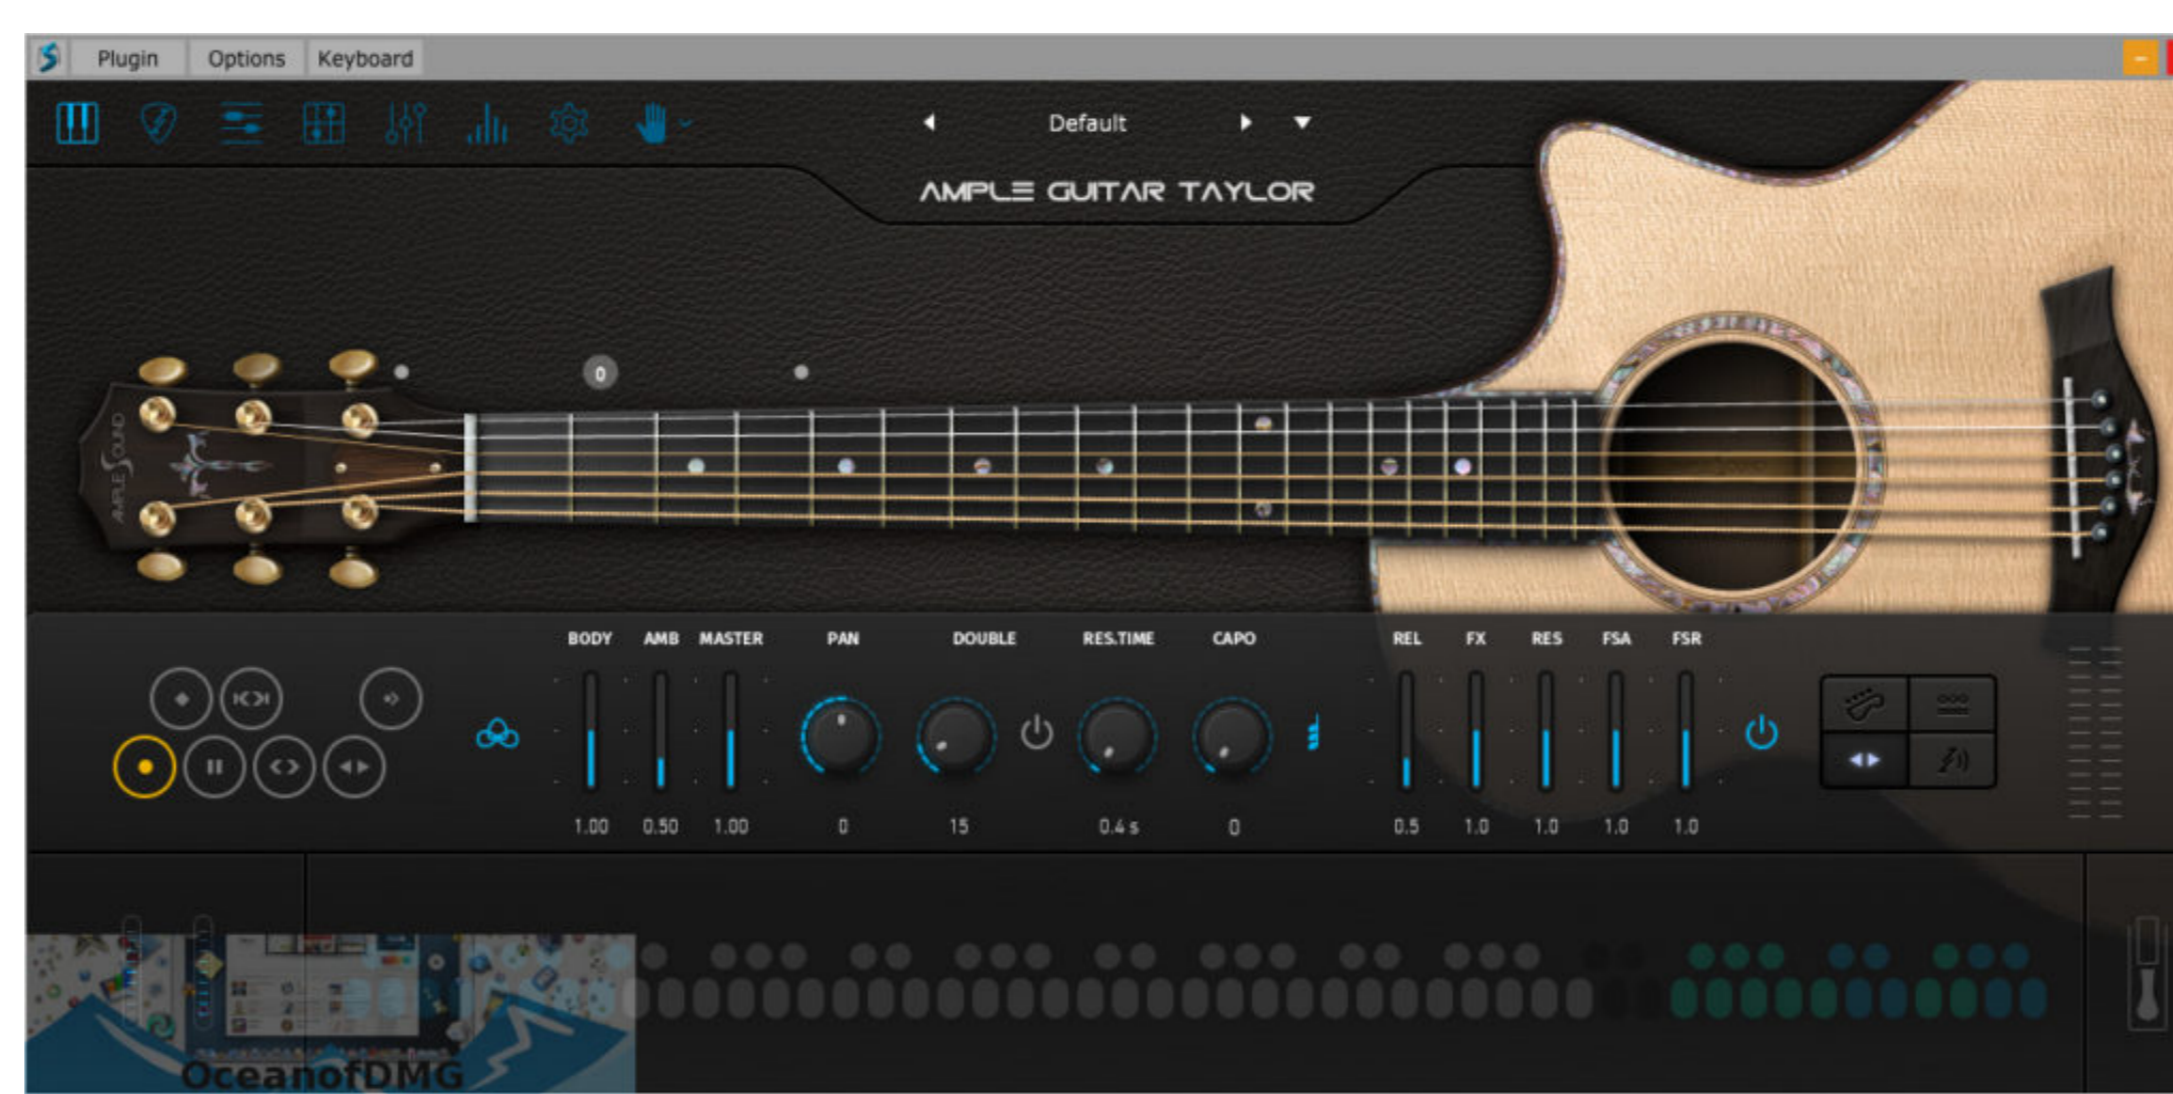 Plugin Options Keyboard
Default
AMPLE GUITAR TAYLOR
0
AMPLE SOUND
BODY AMB MASTER PAN DOUBLE RES.TIME CAPO REL FX RES FSA FSR
1.00 0.50 1.00 0 15 0.4 s 0 0.5 1.0 1.0 1.0 1.0
OceanofDMG